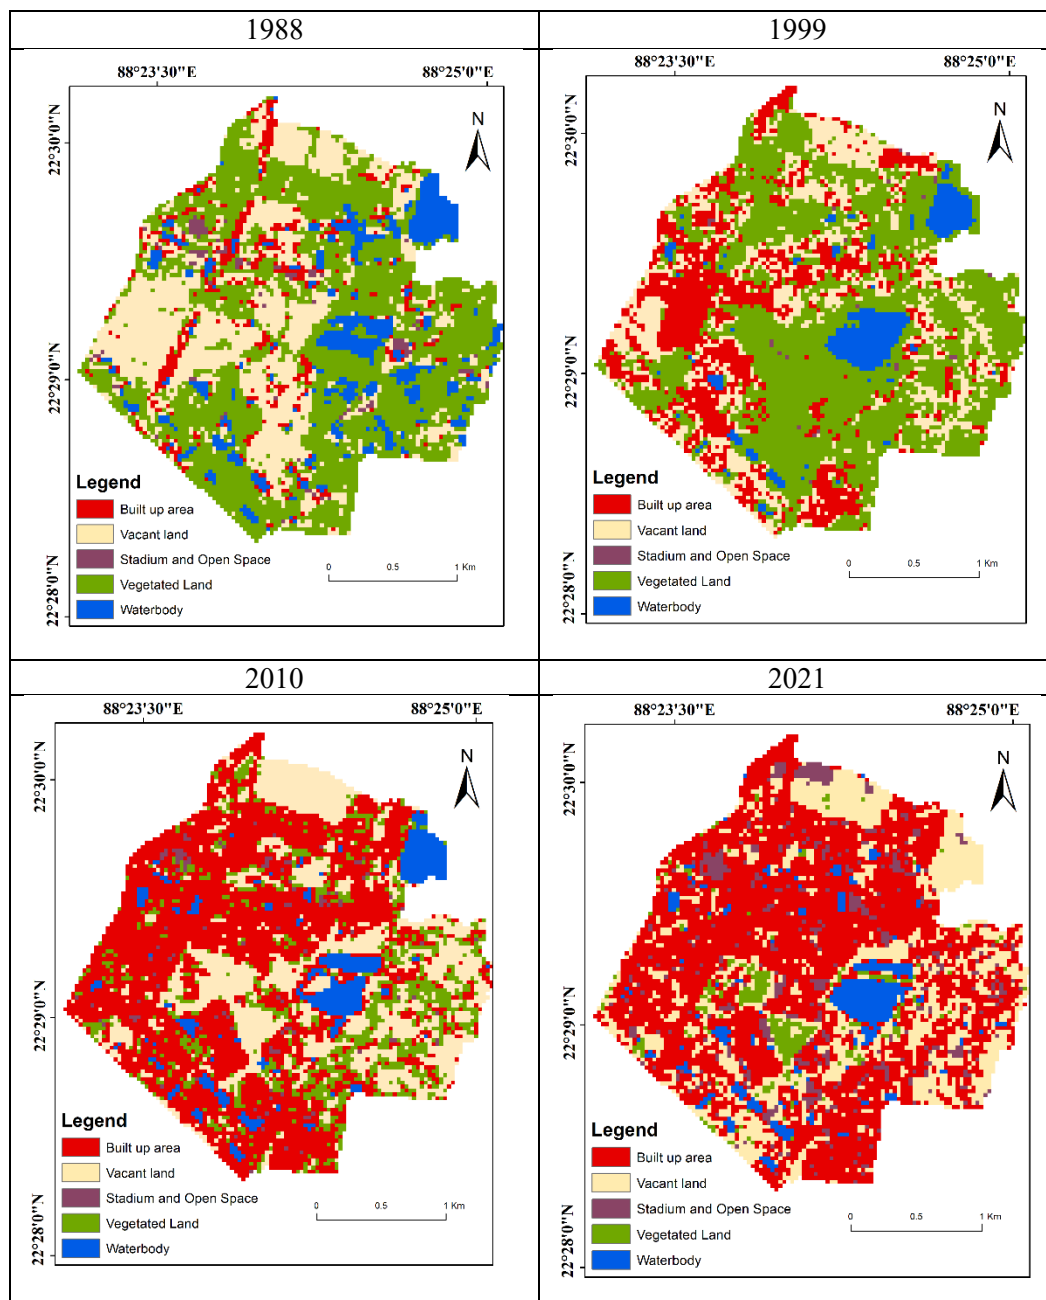 1988
1999
88°23'30"E
88°25'0"E
22°30'0"N
22°29'0"N
22°28'0"N
N
Legend
Built up area
Vacant land
Stadium and Open Space
Vegetated Land
Waterbody
0 0.5 1 Km
88°23'30"E
88°25'0"E
22°30'0"N
22°29'0"N
22°28'0"N
N
Legend
Built up area
Vacant land
Stadium and Open Space
Vegetated Land
Waterbody
0 0.5 1 Km
2010
2021
88°23'30"E
88°25'0"E
22°30'0"N
22°29'0"N
22°28'0"N
N
Legend
Built up area
Vacant land
Stadium and Open Space
Vegetated Land
Waterbody
0 0.5 1 Km
88°23'30"E
88°25'0"E
22°30'0"N
22°29'0"N
22°28'0"N
N
Legend
Built up area
Vacant land
Stadium and Open Space
Vegetated Land
Waterbody
0 0.5 1 Km